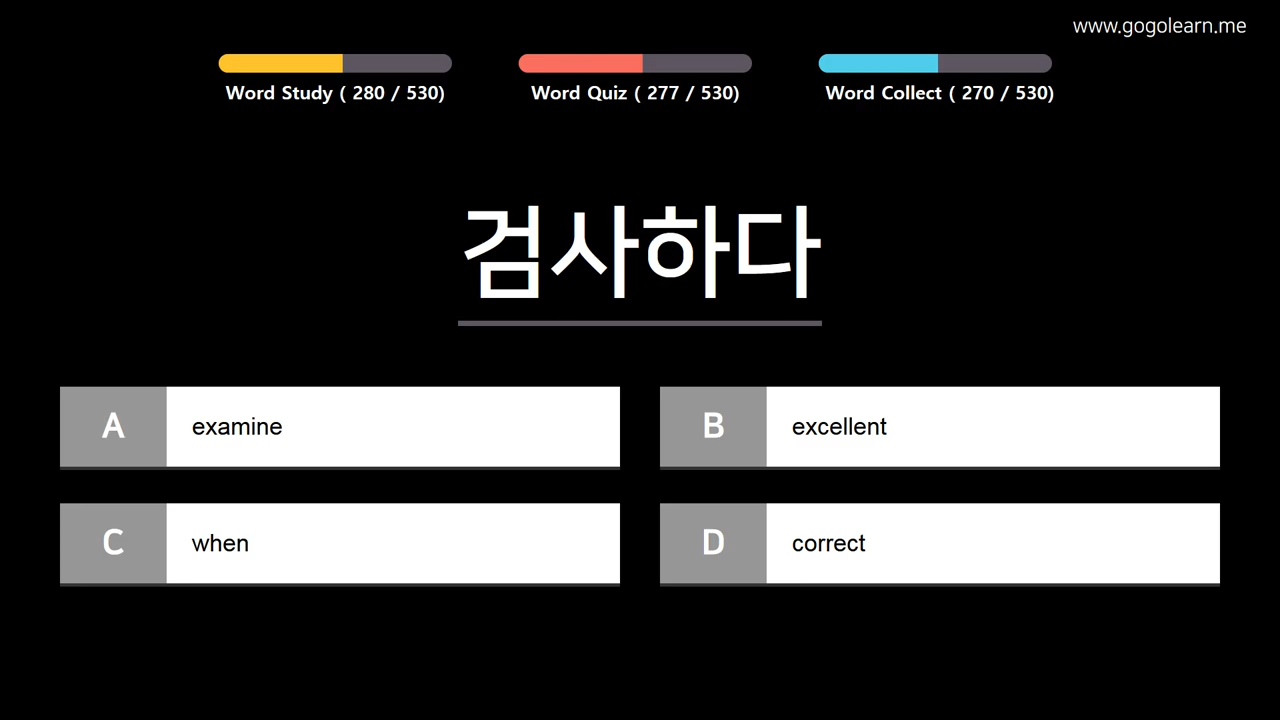 www.gogolearn.me
Word Study ( 280 / 530)
Word Quiz ( 277 / 530)
Word Collect ( 270 / 530)
검사하다
A examine
B excellent
C when
D correct